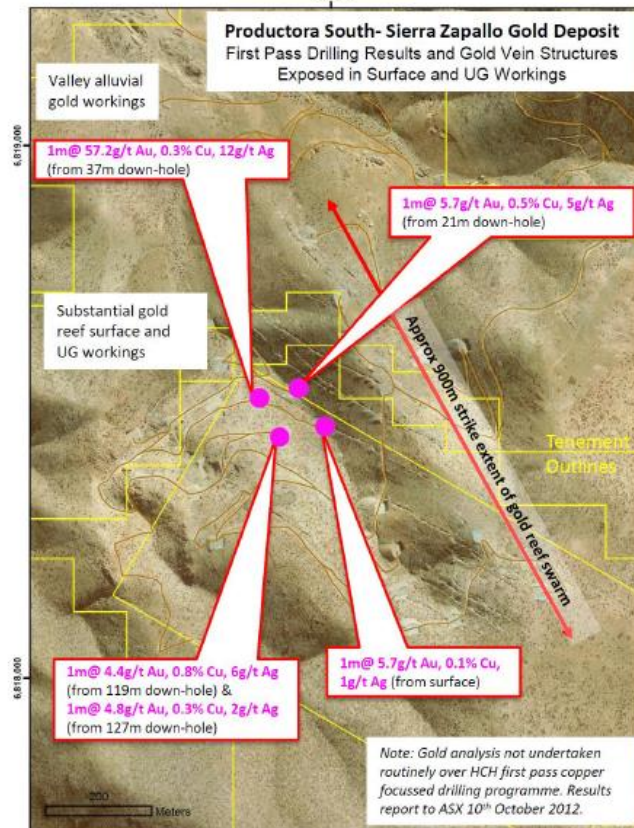 Productora South- Sierra Zapallo Gold Deposit
First Pass Drilling Results and Gold Vein Structures
Exposed in Surface and UG Workings
Valley alluvial
gold workings
6,819,000
1m@ 57.2g/t Au, 0.3% Cu, 12g/t Ag
(from 37m down-hole)
1m@ 5.7g/t Au, 0.5% Cu, 5g/t Ag
(from 21m down-hole)
Substantial gold
reef surface and
UG workings
Approx 900m strike extent of gold reef swarm
Tenement
Outlines
6,818,000
1m@ 4.4g/t Au, 0.8% Cu, 6g/t Ag
(from 119m down-hole) &
1m@ 4.8g/t Au, 0.3% Cu, 2g/t Ag
(from 127m down-hole)
1m@ 5.7g/t Au, 0.1% Cu,
1g/t Ag (from surface)
Note: Gold analysis not undertaken
routinely over HCH first pass copper
focussed drilling programme. Results
report to ASX 10th October 2012.
200
Meters